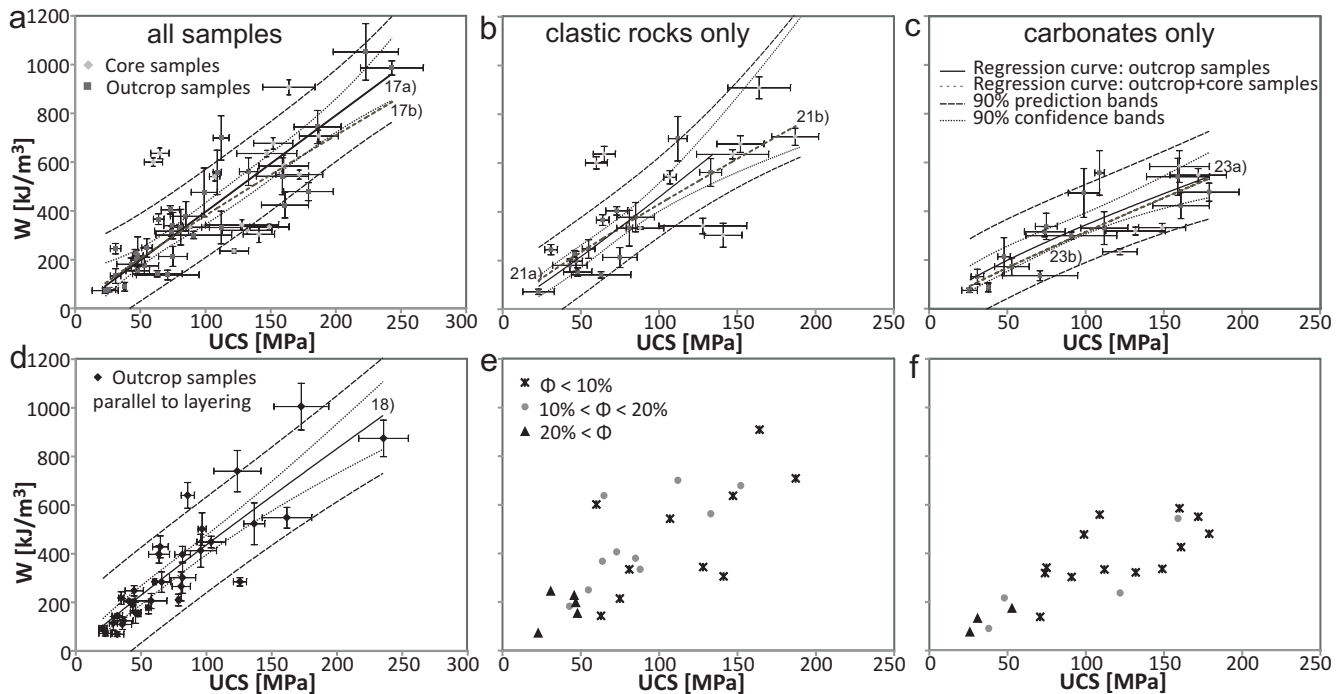 a
all samples
Core samples
Outcrop samples
17a)
17b)
W [kJ/m³]
1200
1000
800
600
400
200
0
0 50 100 150 200 250 300
UCS [MPa]
b
clastic rocks only
21a)
21b)
0 50 100 150 200 250
UCS [MPa]
c
carbonates only
Regression curve: outcrop samples
Regression curve: outcrop+core samples
90% prediction bands
90% confidence bands
23a)
23b)
0 50 100 150 200 250
UCS [MPa]
d
Outcrop samples
parallel to layering
18)
W [kJ/m³]
1200
1000
800
600
400
200
0
0 50 100 150 200 250 300
UCS [MPa]
e
Φ < 10%
10% < Φ < 20%
20% < Φ
0 50 100 150 200 250
UCS [MPa]
f
0 50 100 150 200 250
UCS [MPa]